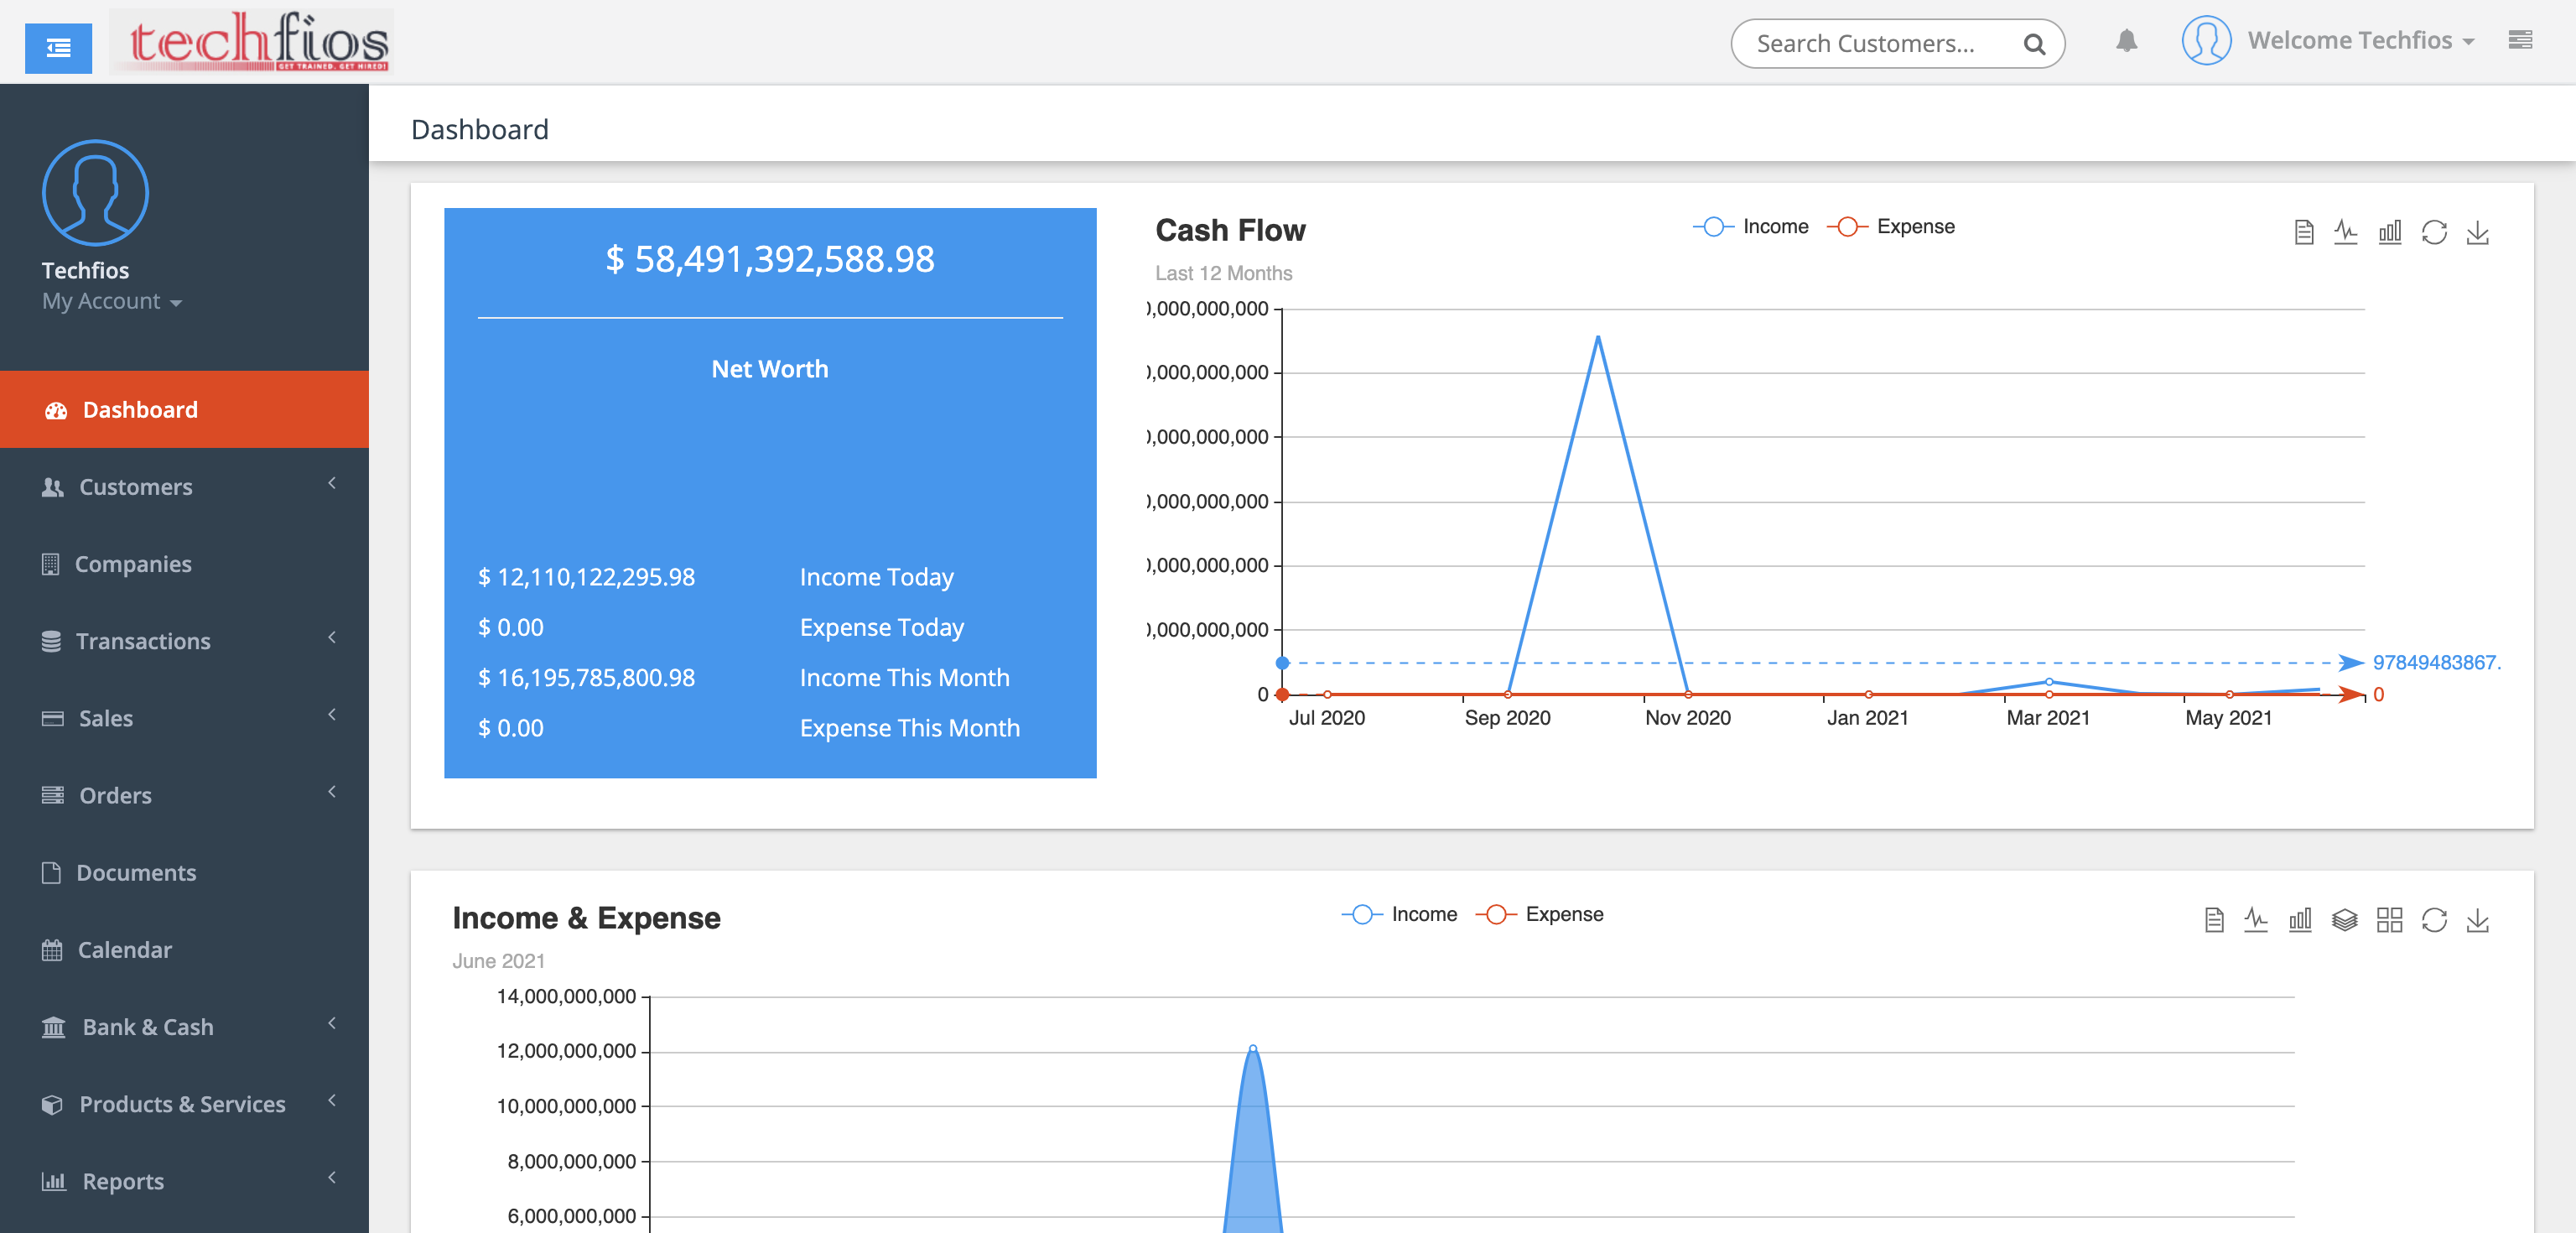 techfios
GET TRAINED. GET HIRED!
Search Customers...
Welcome Techfios
Techfios
My Account
Dashboard
Customers
Companies
Transactions
Sales
Orders
Documents
Calendar
Bank & Cash
Products & Services
Reports
Dashboard
$ 58,491,392,588.98
Net Worth
$ 12,110,122,295.98 Income Today
$ 0.00 Expense Today
$ 16,195,785,800.98 Income This Month
$ 0.00 Expense This Month
Cash Flow
Last 12 Months
Income Expense
,000,000,000
,000,000,000
,000,000,000
,000,000,000
,000,000,000
,000,000,000
0
97849483867.
0
Jul 2020 Sep 2020 Nov 2020 Jan 2021 Mar 2021 May 2021
Income & Expense
June 2021
Income Expense
14,000,000,000
12,000,000,000
10,000,000,000
8,000,000,000
6,000,000,000